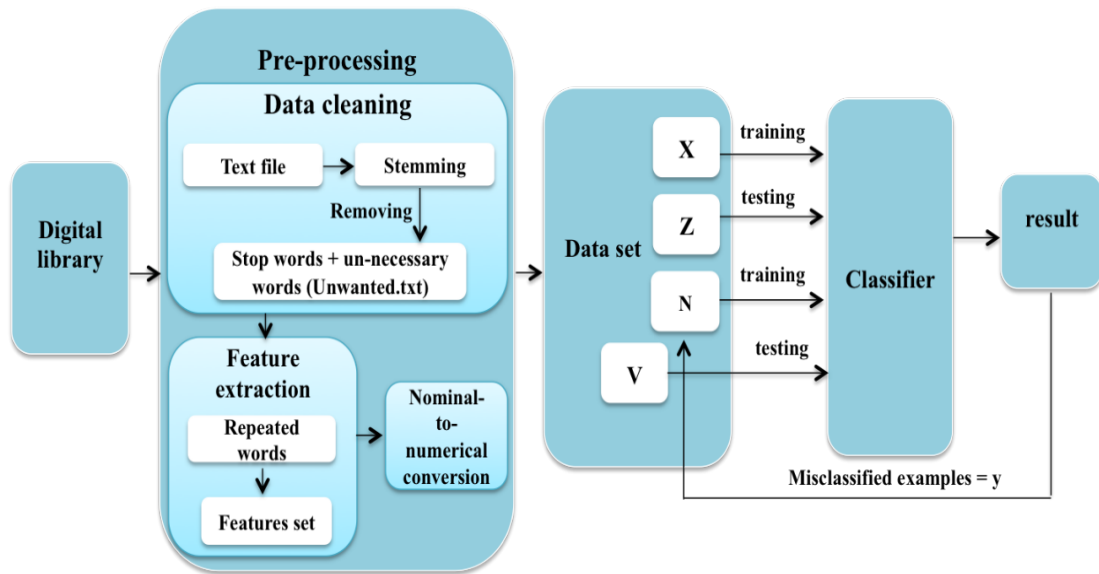 Digital
library
Pre-processing
Data cleaning
Text file
Stemming
Removing
Stop words + un-necessary
words (Unwanted.txt)
Feature
extraction
Repeated
words
Features set
Nominal-
to-
numerical
conversion
Data set
X
Z
N
V
training
testing
training
testing
Classifier
result
Misclassified examples = y